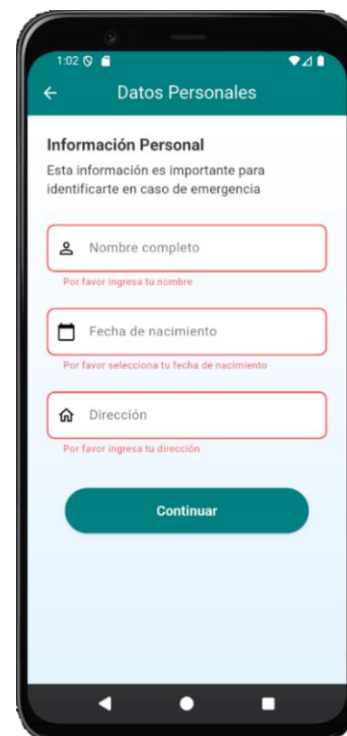 1:02
Datos Personales
Información Personal
Esta información es importante para
identificarte en caso de emergencia
Nombre completo
Por favor ingresa tu nombre
Fecha de nacimiento
Por favor selecciona tu fecha de nacimiento
Dirección
Por favor ingresa tu dirección
Continuar